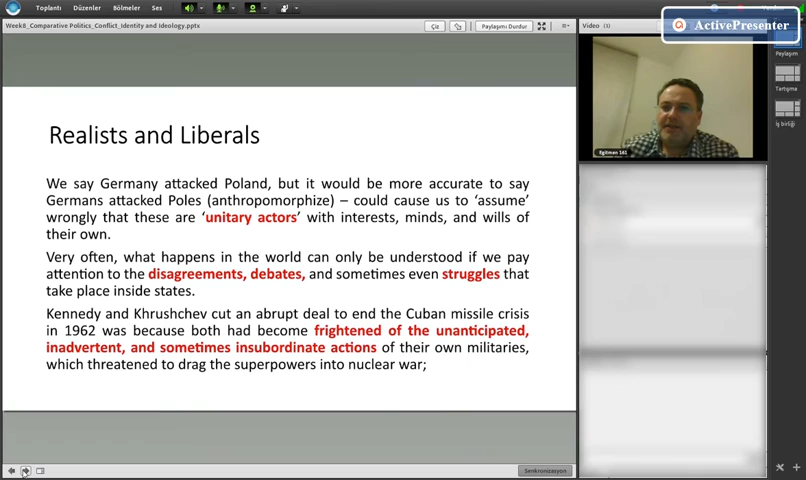 Toplantı Düzenler Bölmeler Ses
Week8_Comparative Politics_Conflict_Identity and Ideology.pptx
Çiz
Paylaşımı Durdur
Video
ActivePresenter
Paylaşım
Tartışma
İş birliği
Eğitmen 161
Realists and Liberals
We say Germany attacked Poland, but it would be more accurate to say
Germans attacked Poles (anthropomorphize) – could cause us to ‘assume’
wrongly that these are ‘unitary actors’ with interests, minds, and wills of
their own.
Very often, what happens in the world can only be understood if we pay
attention to the disagreements, debates, and sometimes even struggles that
take place inside states.
Kennedy and Khrushchev cut an abrupt deal to end the Cuban missile crisis
in 1962 was because both had become frightened of the unanticipated,
inadvertent, and sometimes insubordinate actions of their own militaries,
which threatened to drag the superpowers into nuclear war;
Senkronizasyon